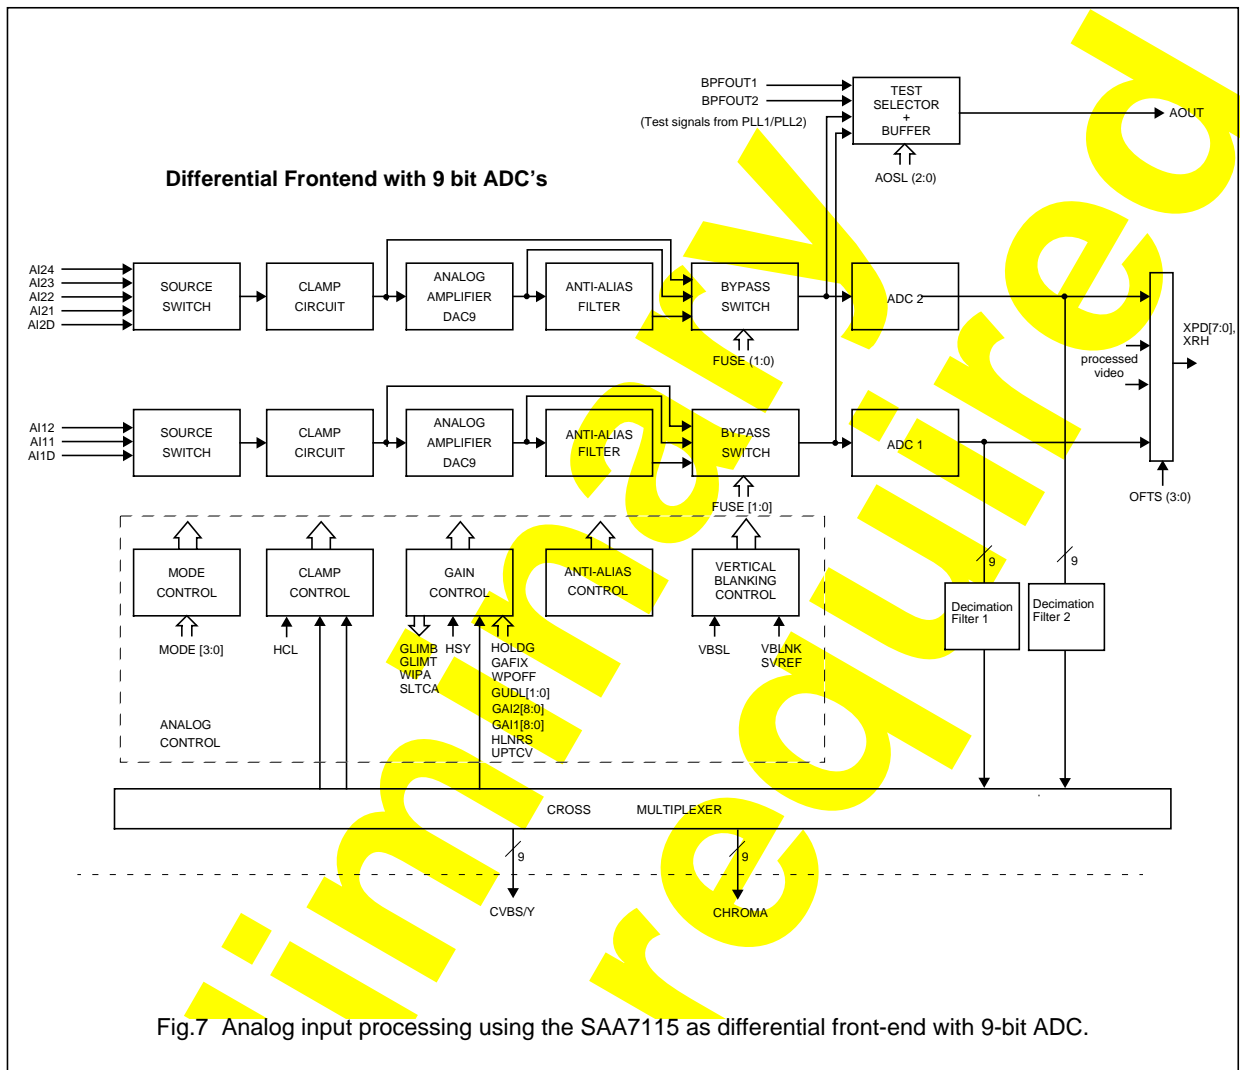 BPFOUT1
BPFOUT2
(Test signals from PLL1/PLL2)
TEST
SELECTOR
+
BUFFER
AOUT
AOSL (2:0)
Differential Frontend with 9 bit ADC's
AI24
AI23
AI22
AI21
AI2D
SOURCE
SWITCH
CLAMP
CIRCUIT
ANALOG
AMPLIFIER
DAC9
ANTI-ALIAS
FILTER
BYPASS
SWITCH
ADC 2
FUSE (1:0)
XPD[7:0],
XRH
processed
video
AI12
AI11
AI1D
SOURCE
SWITCH
CLAMP
CIRCUIT
ANALOG
AMPLIFIER
DAC9
ANTI-ALIAS
FILTER
BYPASS
SWITCH
ADC 1
FUSE [1:0]
OFTS (3:0)
MODE
CONTROL
CLAMP
CONTROL
GAIN
CONTROL
ANTI-ALIAS
CONTROL
VERTICAL
BLANKING
CONTROL
9
9
Decimation
Filter 1
Decimation
Filter 2
MODE [3:0]
HCL
GLIMB
GLIMT
WIPA
SLTCA
HSY
HOLDG
GAFIX
WPOFF
GUDL[1:0]
GAI2[8:0]
GAI1[8:0]
HLNRS
UPTCV
VBSL
VBLNK
SVREF
ANALOG
CONTROL
CROSS MULTIPLEXER
9
9
CVBS/Y
CHROMA
Fig.7 Analog input processing using the SAA7115 as differential front-end with 9-bit ADC.
liminary
required